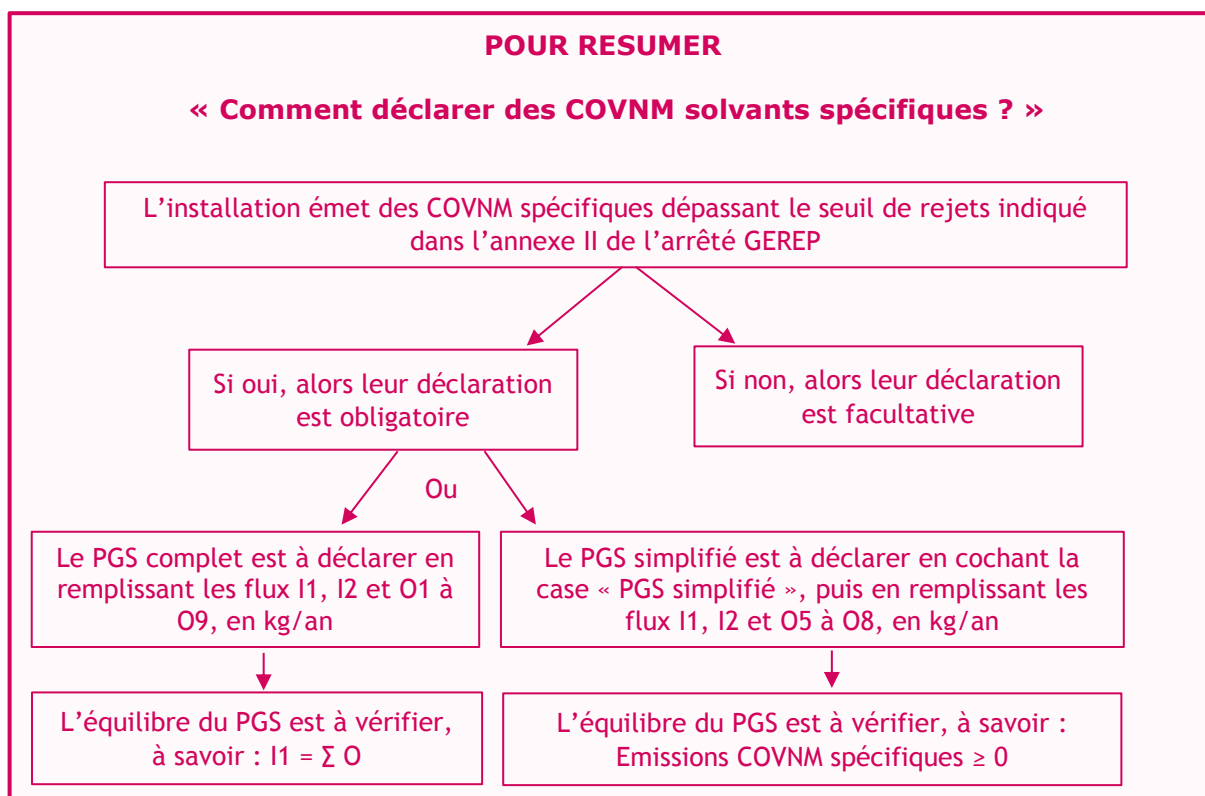 POUR RESUMER
« Comment déclarer des COVNM solvants spécifiques ? »
L’installation émet des COVNM spécifiques dépassant le seuil de rejets indiqué
dans l’annexe II de l’arrêté GEREP
Si oui, alors leur déclaration
est obligatoire
Si non, alors leur déclaration
est facultative
Ou
Le PGS complet est à déclarer en
remplissant les flux I1, I2 et O1 à
O9, en kg/an
Le PGS simplifié est à déclarer en cochant la
case « PGS simplifié », puis en remplissant les
flux I1, I2 et O5 à O8, en kg/an
L’équilibre du PGS est à vérifier,
à savoir : I1 = ∑ O
L’équilibre du PGS est à vérifier, à savoir :
Emissions COVNM spécifiques ≥ 0